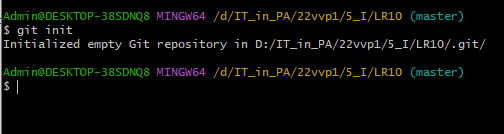 Admin@DESKTOP-38SDNQ8 MINGW64 /d/IT_in_PA/22vvp1/5_I/LR10 (master)
$ git init
Initialized empty Git repository in D:/IT_in_PA/22vvp1/5_I/LR10/.git/
Admin@DESKTOP-38SDNQ8 MINGW64 /d/IT_in_PA/22vvp1/5_I/LR10 (master)
$